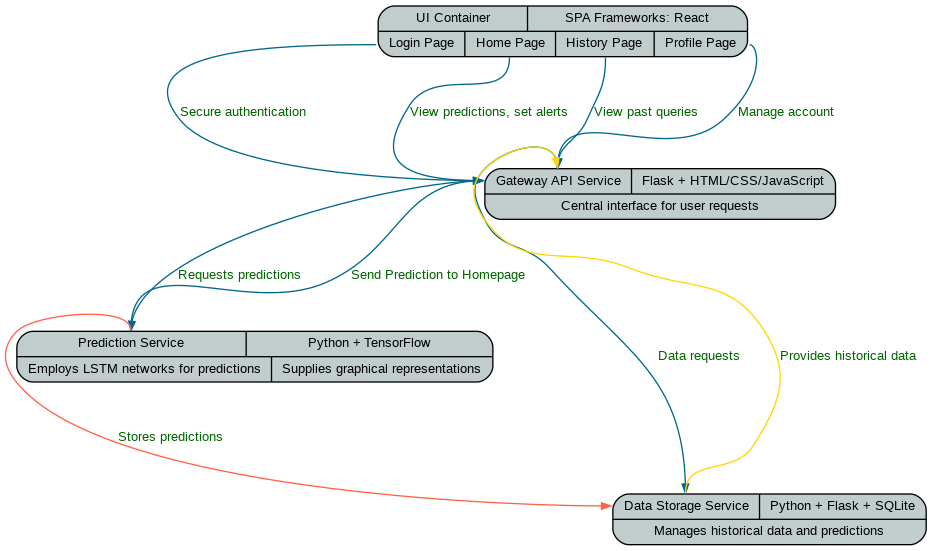 UI Container
SPA Frameworks: React
Login Page
Home Page
History Page
Profile Page
Secure authentication
View predictions, set alerts
View past queries
Manage account
Gateway API Service
Flask + HTML/CSS/JavaScript
Central interface for user requests
Requests predictions
Send Prediction to Homepage
Prediction Service
Python + TensorFlow
Employs LSTM networks for predictions
Supplies graphical representations
Data requests
Provides historical data
Stores predictions
Data Storage Service
Python + Flask + SQLite
Manages historical data and predictions